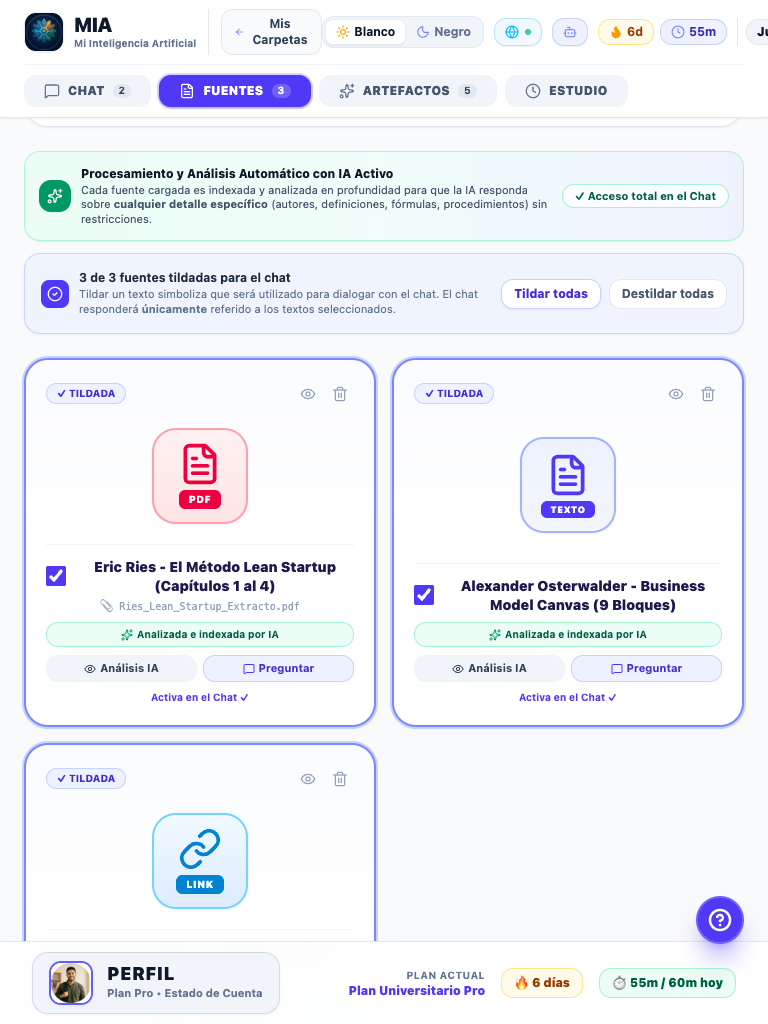 MIA
Mi Inteligencia Artificial
Mis
Carpetas
Blanco
Negro
6d
55m
CHAT 2
FUENTES 3
ARTEFACTOS 5
ESTUDIO
Procesamiento y Análisis Automático con IA Activo
Cada fuente cargada es indexada y analizada en profundidad para que la IA responda
sobre cualquier detalle específico (autores, definiciones, fórmulas, procedimientos) sin
restricciones.
✓ Acceso total en el Chat
3 de 3 fuentes tildadas para el chat
Tildar un texto simboliza que será utilizado para dialogar con el chat. El chat
responderá únicamente referido a los textos seleccionados.
Tildar todas
Destildar todas
✓ TILDADA
PDF
Eric Ries - El Método Lean Startup
(Capítulos 1 al 4)
Ries_Lean_Startup_Extracto.pdf
Analizada e indexada por IA
Análisis IA
Preguntar
Activa en el Chat ✓
✓ TILDADA
TEXTO
Alexander Osterwalder - Business
Model Canvas (9 Bloques)
Analizada e indexada por IA
Análisis IA
Preguntar
Activa en el Chat ✓
✓ TILDADA
LINK
PERFIL
Plan Pro • Estado de Cuenta
PLAN ACTUAL
Plan Universitario Pro
6 días
55m / 60m hoy